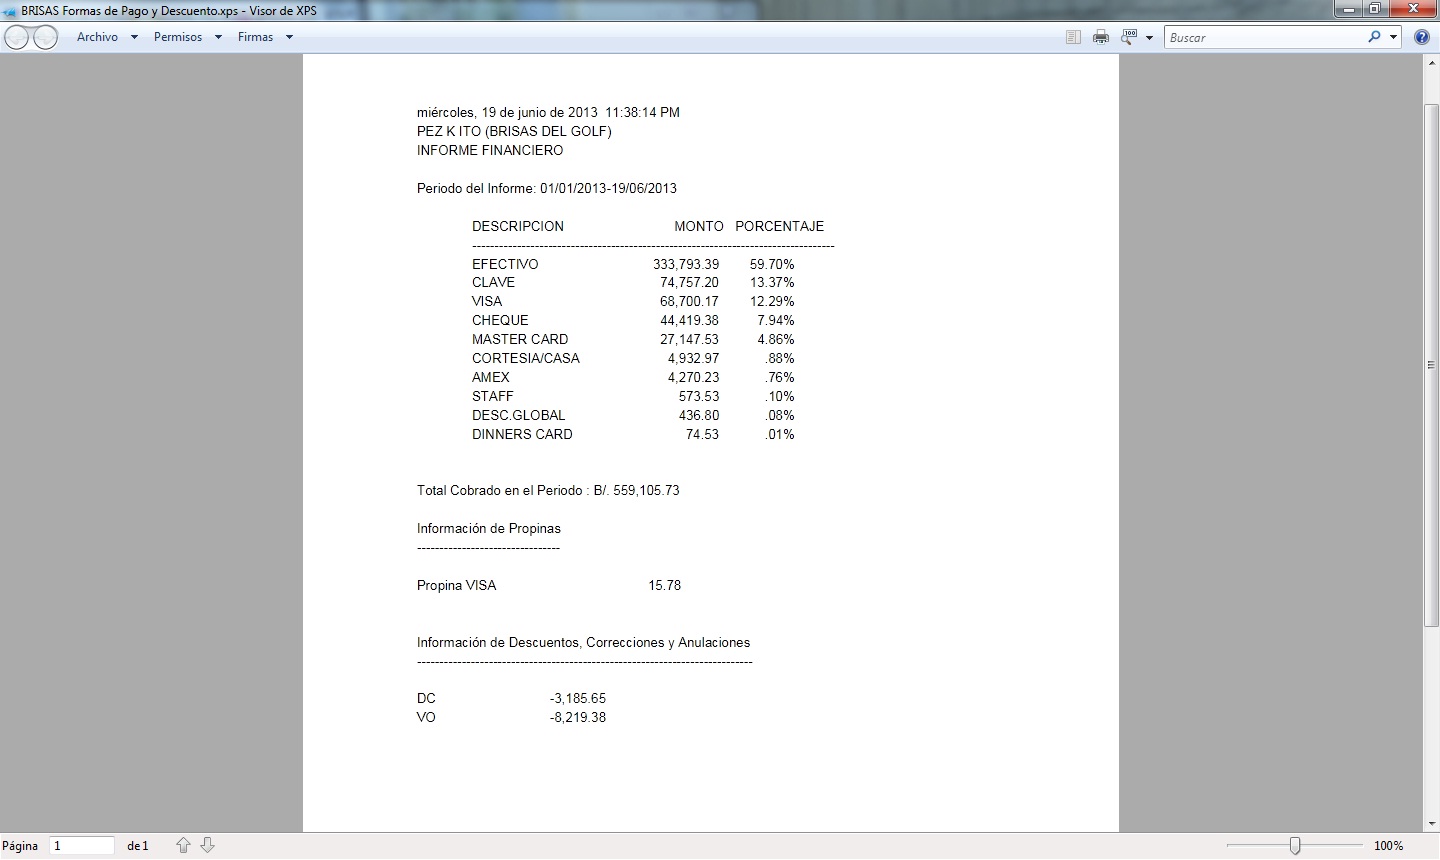 BRISAS Formas de Pago y Descuento.xps - Visor de XPS
Archivo Permisos Firmas 100 Buscar
miércoles, 19 de junio de 2013 11:38:14 PM
PEZ K ITO (BRISAS DEL GOLF)
INFORME FINANCIERO
Periodo del Informe: 01/01/2013-19/06/2013
DESCRIPCION MONTO PORCENTAJE
--------------------------------------------------------------------------------
EFECTIVO 333,793.39 59.70%
CLAVE 74,757.20 13.37%
VISA 68,700.17 12.29%
CHEQUE 44,419.38 7.94%
MASTER CARD 27,147.53 4.86%
CORTESIA/CASA 4,932.97 .88%
AMEX 4,270.23 .76%
STAFF 573.53 .10%
DESC.GLOBAL 436.80 .08%
DINNERS CARD 74.53 .01%
Total Cobrado en el Periodo : B/. 559,105.73
Información de Propinas
--------------------------------
Propina VISA 15.78
Información de Descuentos, Correcciones y Anulaciones
---------------------------------------------------------------------------
DC -3,185.65
VO -8,219.38
Página 1 de 1 100%